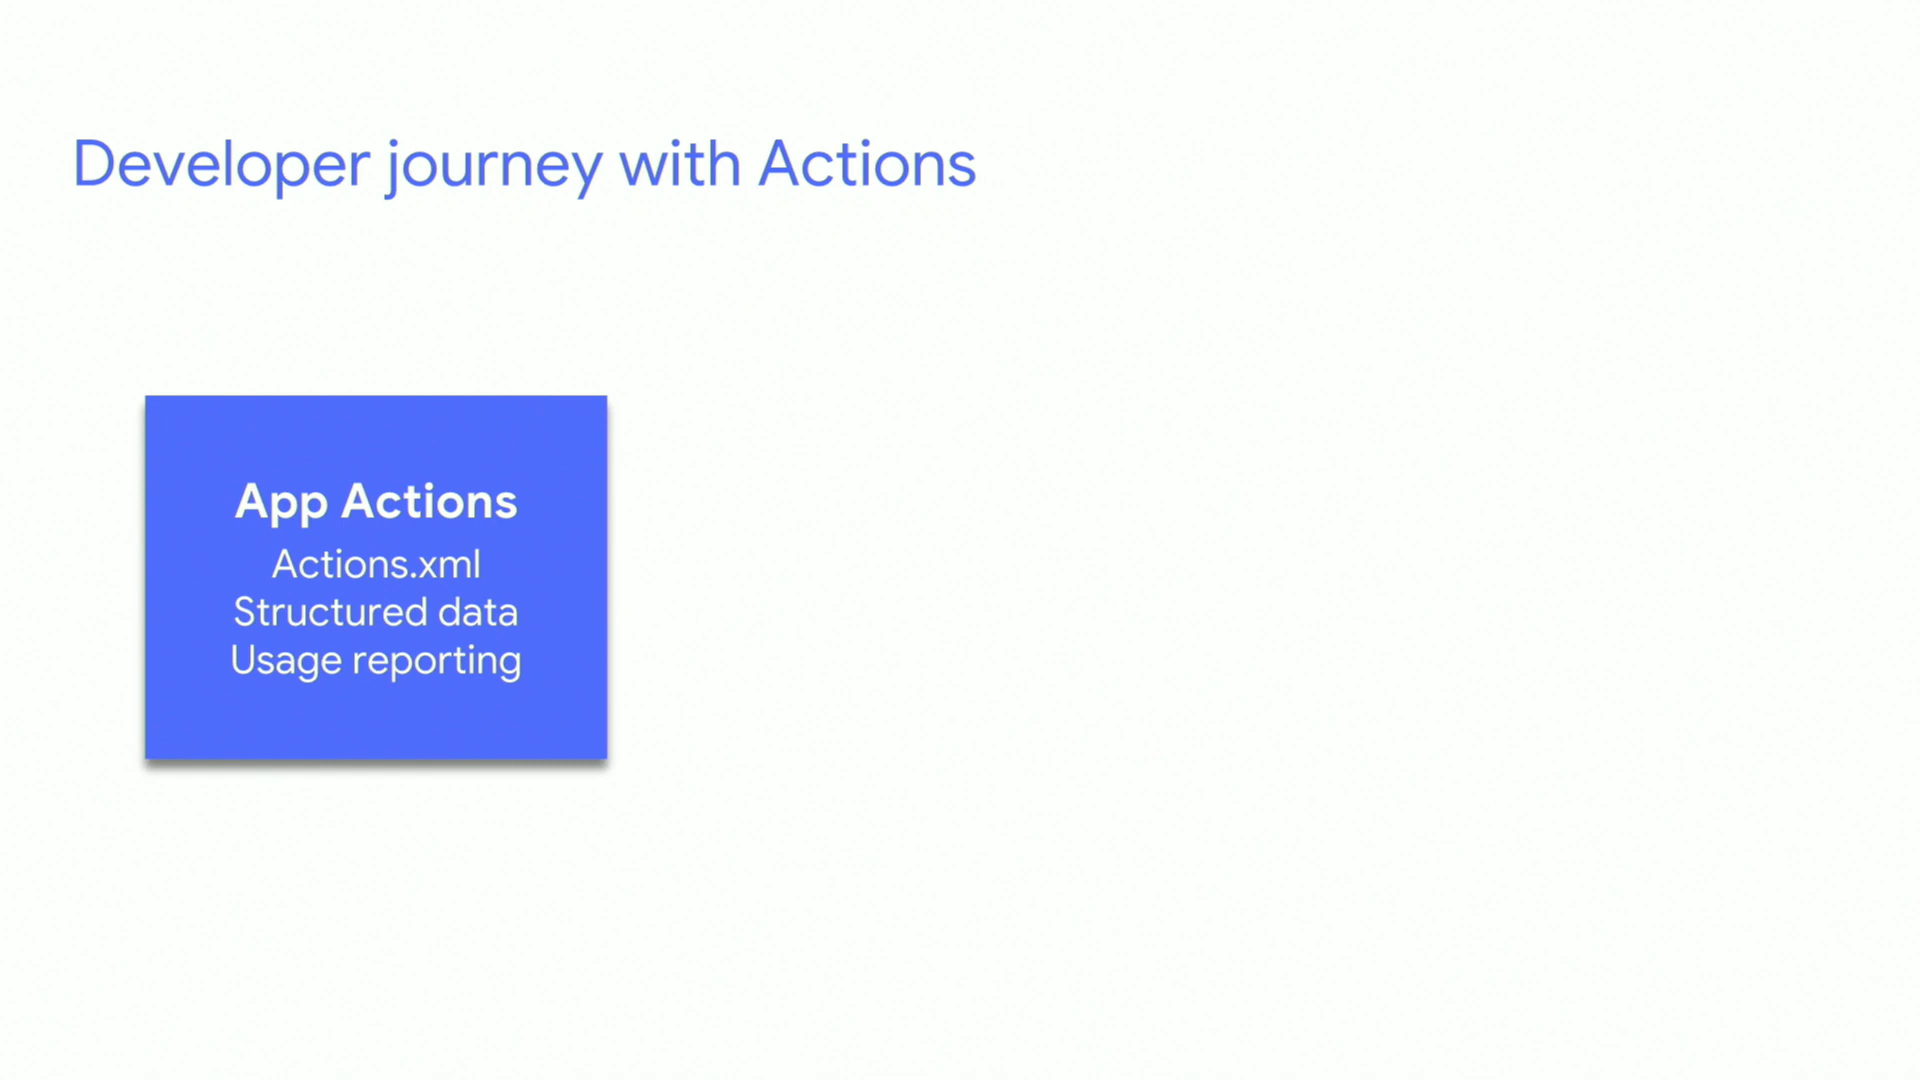 Developer journey with Actions
App Actions
Actions.xml
Structured data
Usage reporting